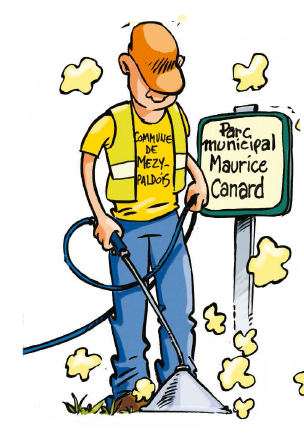 COMMUNE
DE
MEZY-
PALDOIS
Parc
municipal
Maurice
Canard